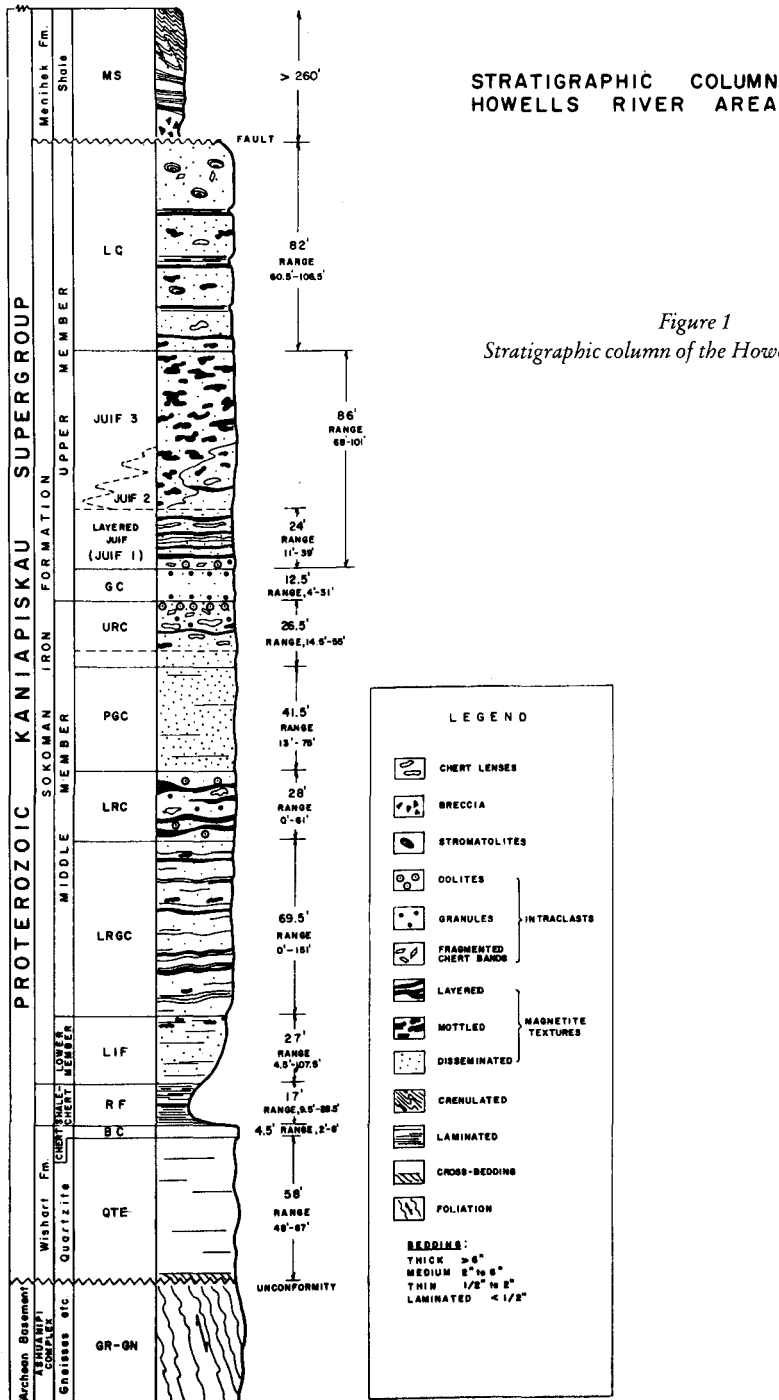 STRATIGRAPHIC COLUMN
HOWELLS RIVER AREA
Figure 1
Stratigraphic column of the Howe
PROTEROZOIC KANIAPISKAU SUPERGROUP
Archean Basement
Menihek Fm.
SOKOMAN IRON FORMATION
Wishart Fm.
ASHUANIPI
COMPLEX
Shale
UPPER MEMBER
MIDDLE MEMBER
LOWER
MEMBER
SHALE-
CHERT
CHERT
Quartzite
Gneisses etc.
MS
> 260'
FAULT
LC
82'
RANGE
60.5'-106.5'
JUIF 3
86'
RANGE
68'-101'
JUIF 2
LAYERED
JUIF
(JUIF 1)
24'
RANGE
11'-39'
GC
12.5'
RANGE, 4'-31'
URC
26.5'
RANGE, 14.5'-55'
PGC
41.5'
RANGE
13'-75'
LRC
28'
RANGE
0'-61'
LRGC
69.5'
RANGE
0'-151'
LIF
27'
RANGE
4.5'-107.5'
RF
17'
RANGE, 9.5'-28.5'
BC
4.5' RANGE, 2'-8'
QTE
58'
RANGE
48'-67'
UNCONFORMITY
GR-GN
LEGEND
CHERT LENSES
BRECCIA
STROMATOLITES
OOLITES
GRANULES
FRAGMENTED
CHERT BANDS
INTRACLASTS
LAYERED
MOTTLED
DISSEMINATED
MAGNETITE
TEXTURES
CRENULATED
LAMINATED
CROSS-BEDDING
FOLIATION
BEDDING:
THICK > 6"
MEDIUM 2" to 6"
THIN 1/2" to 2"
LAMINATED < 1/2"